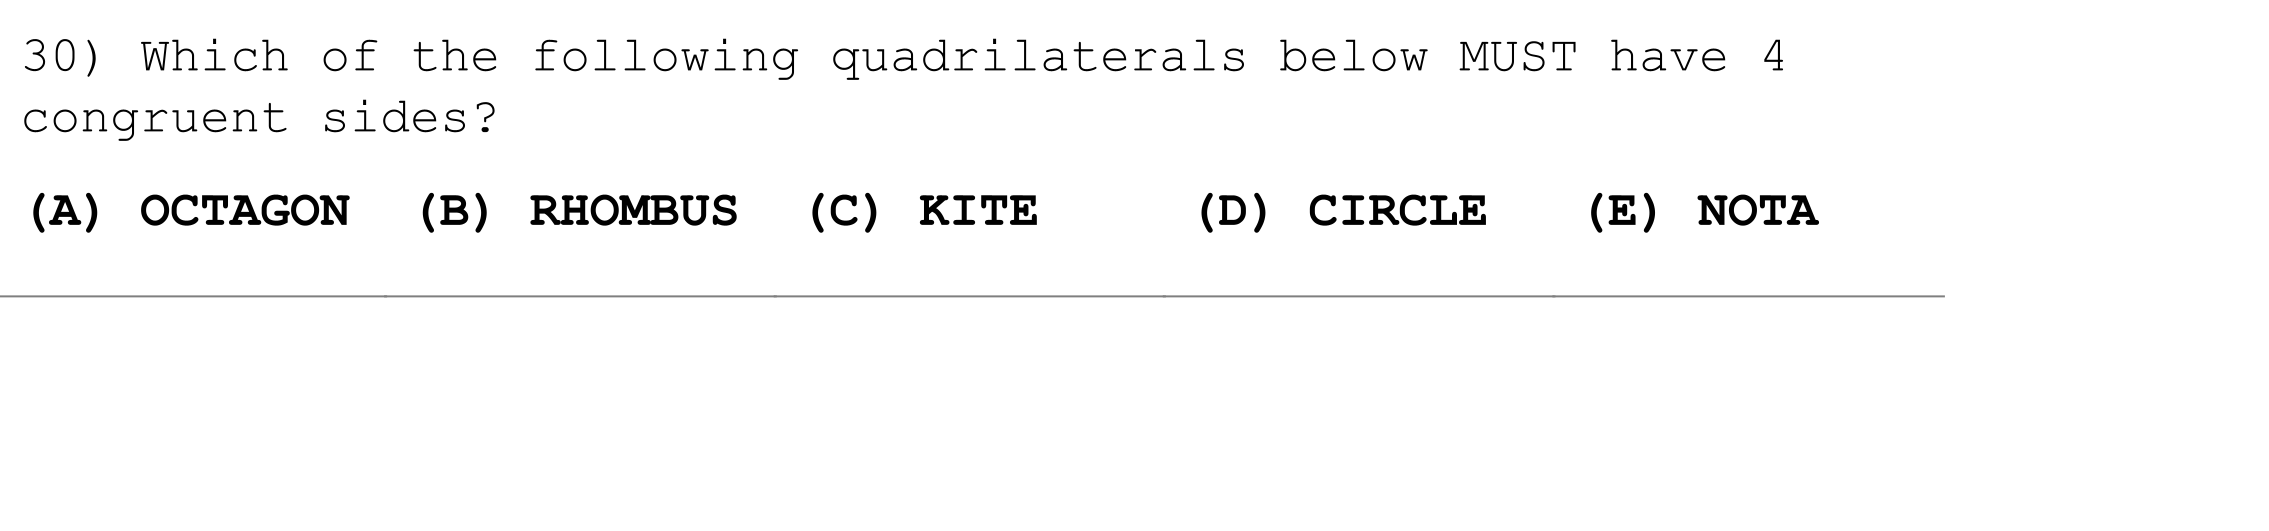 30) Which of the following quadrilaterals below MUST have 4
congruent sides?
(A) OCTAGON (B) RHOMBUS (C) KITE (D) CIRCLE (E) NOTA